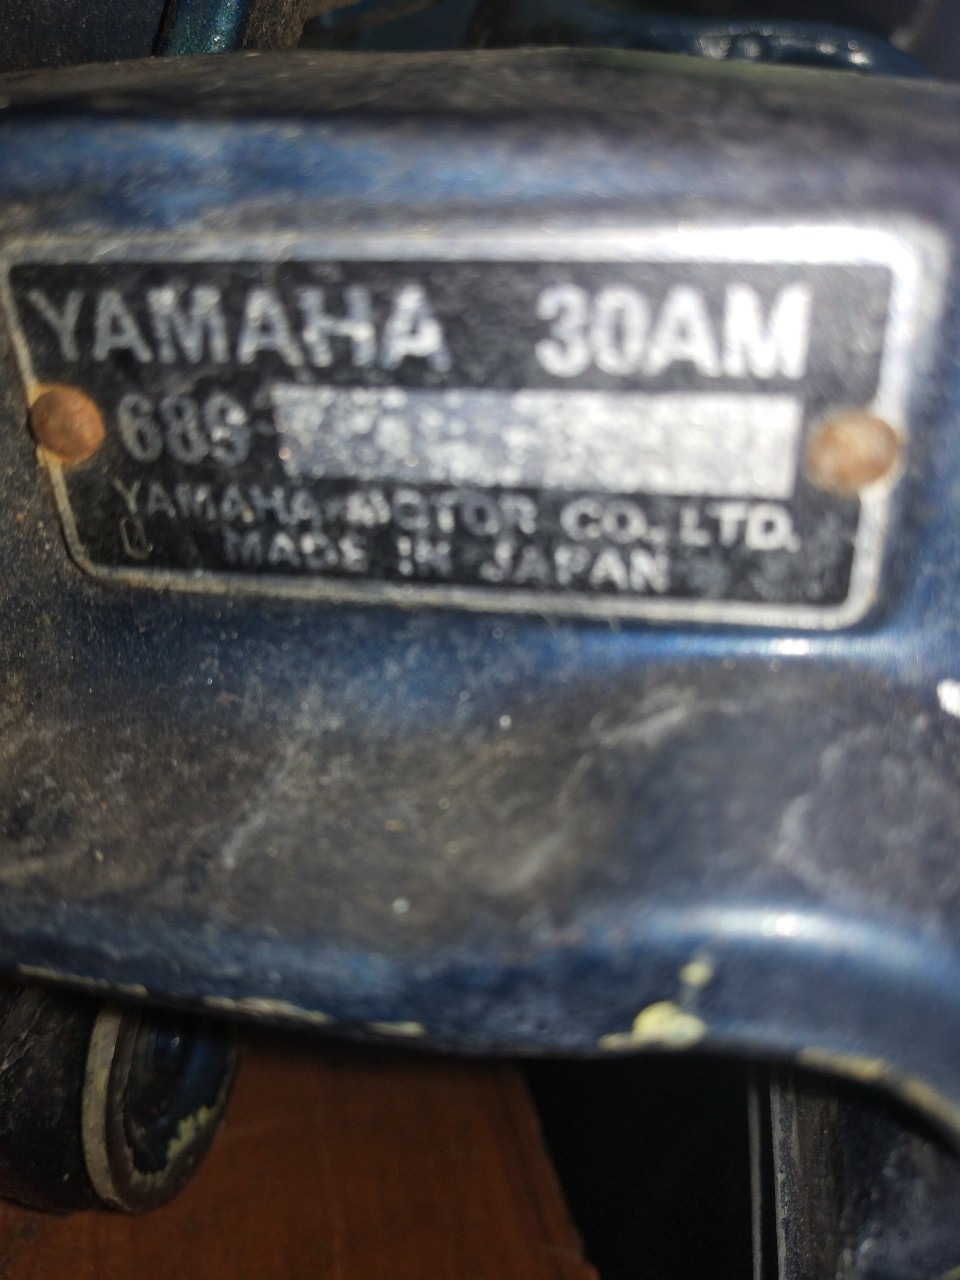 YAMAHA 30AM
689-
YAMAHA MOTOR CO., LTD.
MADE IN JAPAN